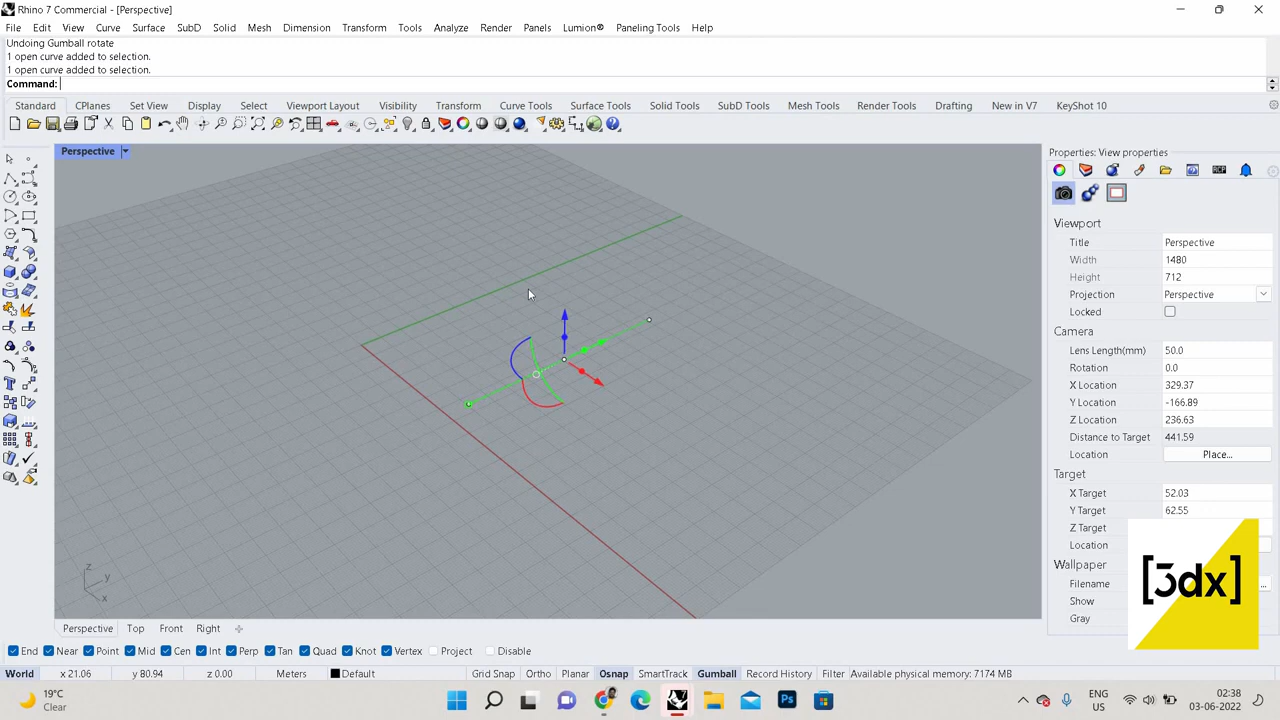 Rhino 7 Commercial - [Perspective]
File Edit View Curve Surface SubD Solid Mesh Dimension Transform Tools Analyze Render Panels Lumion® Paneling Tools Help
Undoing Gumball rotate
1 open curve added to selection.
1 open curve added to selection.
Command:
Standard CPlanes Set View Display Select Viewport Layout Visibility Transform Curve Tools Surface Tools Solid Tools SubD Tools Mesh Tools Render Tools Drafting New in V7 KeyShot 10
Perspective
Properties: View properties
Viewport
Title Perspective
Width 1480
Height 712
Projection Perspective
Locked
Camera
Lens Length(mm) 50.0
Rotation 0.0
X Location 329.37
Y Location -166.89
Z Location 236.63
Distance to Target 441.59
Location Place...
Target
X Target 52.03
Y Target 62.55
Z Target
Location
Wallpaper
Filename ...
Show
Gray
[3dx]
z
y
x
Perspective Top Front Right
End Near Point Mid Cen Int Perp Tan Quad Knot Vertex Project Disable
World x 21.06 y 80.94 z 0.00 Meters Default Grid Snap Ortho Planar Osnap SmartTrack Gumball Record History Filter Available physical memory: 7174 MB
19°C
Clear
Ps
ENG
US
02:38
03-06-2022